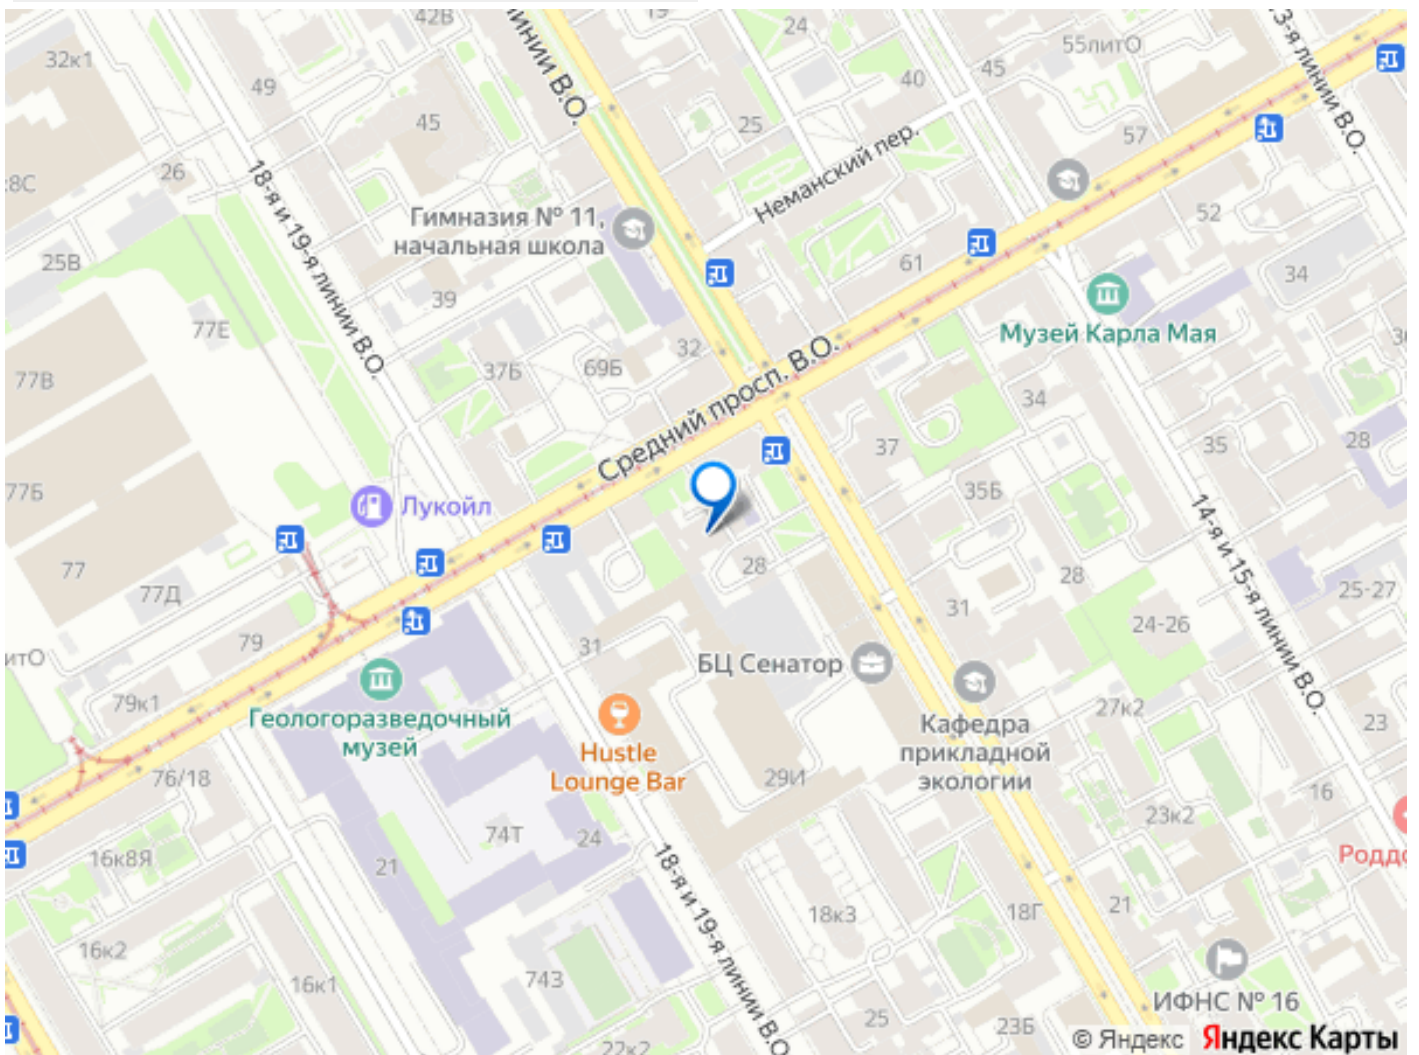 42В
19
24
55литО
13-я линии В.О.
линии В.О.
32к1
49
45
40
45
25
57
Неманский пер.
18-я и 19-я линии В.О.
26
Гимназия № 11,
начальная школа
52
61
34
25В
39
77Е
Музей Карла Мая
32
Средний просп. В.О.
77В
37Б
69Б
34
37
35
28
77Б
Лукойл
35Б
14-я и 15-я линии В.О.
77
77Д
28
28
25-27
31
24-26
79
31
литО
БЦ Сенатор
79к1
Геологоразведочный
музей
Кафедра
прикладной
экологии
27к2
23
Hustle
Lounge Bar
76/18
29И
16
23к2
74Т
24
16к8Я
21
18-я и 19-я линии В.О.
18к3
18Г
21
16к2
743
16к1
ИФНС № 16
25
23Б
22к2
© Яндекс Яндекс Карты